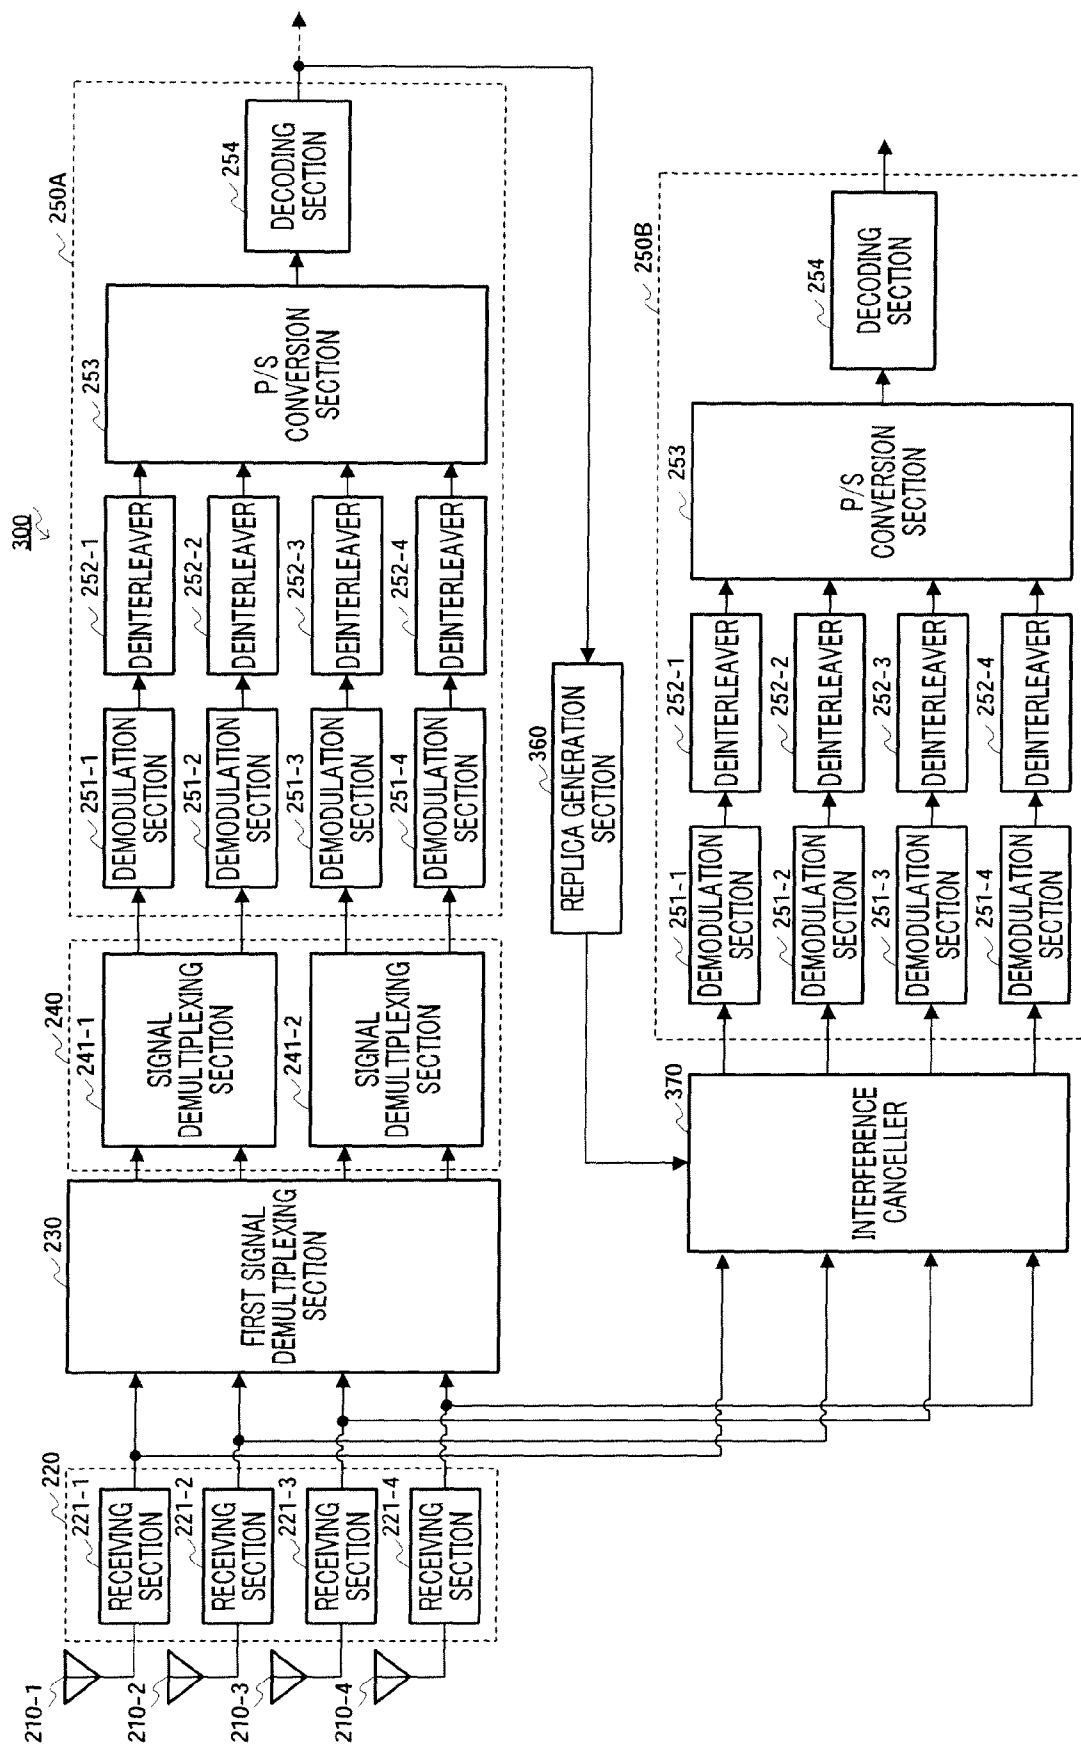 300
210-1
210-2
210-3
210-4
220
221-1
RECEIVING
SECTION
221-2
RECEIVING
SECTION
221-3
RECEIVING
SECTION
221-4
RECEIVING
SECTION
230
FIRST SIGNAL
DEMULTIPLEXING
SECTION
240
241-1
SIGNAL
DEMULTIPLEXING
SECTION
241-2
SIGNAL
DEMULTIPLEXING
SECTION
250A
251-1
DEMODULATION
SECTION
251-2
DEMODULATION
SECTION
251-3
DEMODULATION
SECTION
251-4
DEMODULATION
SECTION
252-1
DEINTERLEAVER
252-2
DEINTERLEAVER
252-3
DEINTERLEAVER
252-4
DEINTERLEAVER
253
P/S
CONVERSION
SECTION
254
DECODING
SECTION
360
REPLICA GENERATION
SECTION
370
INTERFERENCE
CANCELLER
250B
251-1
DEMODULATION
SECTION
251-2
DEMODULATION
SECTION
251-3
DEMODULATION
SECTION
251-4
DEMODULATION
SECTION
252-1
DEINTERLEAVER
252-2
DEINTERLEAVER
252-3
DEINTERLEAVER
252-4
DEINTERLEAVER
253
P/S
CONVERSION
SECTION
254
DECODING
SECTION